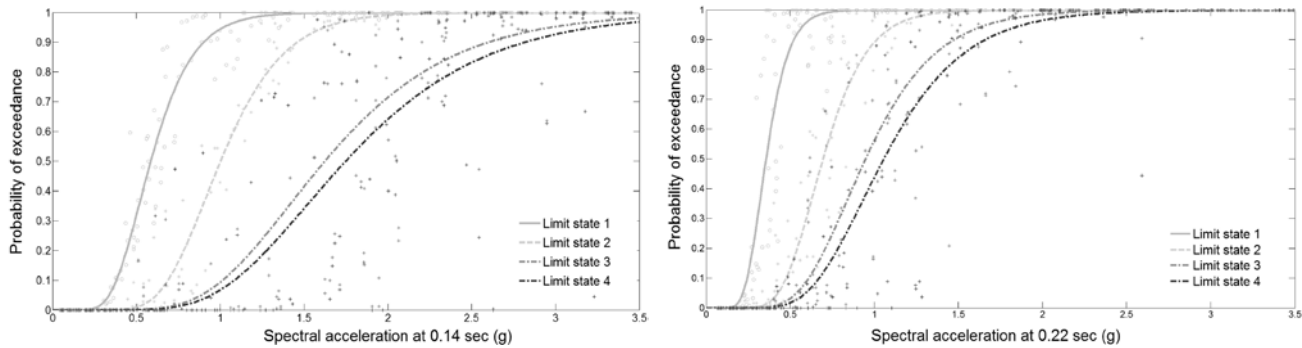 Probability of exceedance
1
0.9
0.8
0.7
0.6
0.5
0.4
0.3
0.2
0.1
0
0 0.5 1 1.5 2 2.5 3 3.5
Spectral acceleration at 0.14 sec (g)
Limit state 1
Limit state 2
Limit state 3
Limit state 4
Probability of exceedance
1
0.9
0.8
0.7
0.6
0.5
0.4
0.3
0.2
0.1
0
0 0.5 1 1.5 2 2.5 3 3.5
Spectral acceleration at 0.22 sec (g)
Limit state 1
Limit state 2
Limit state 3
Limit state 4